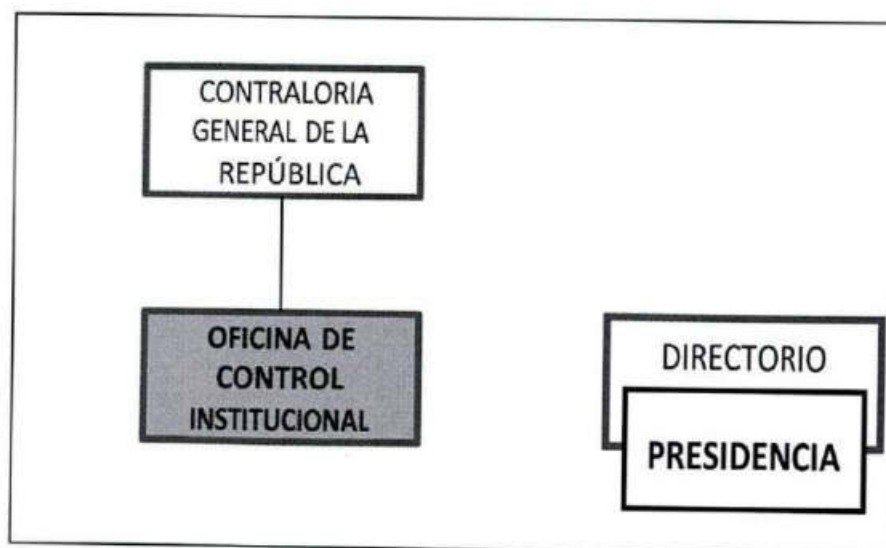 CONTRALORIA
GENERAL DE LA
REPÚBLICA
OFICINA DE
CONTROL
INSTITUCIONAL
DIRECTORIO
PRESIDENCIA